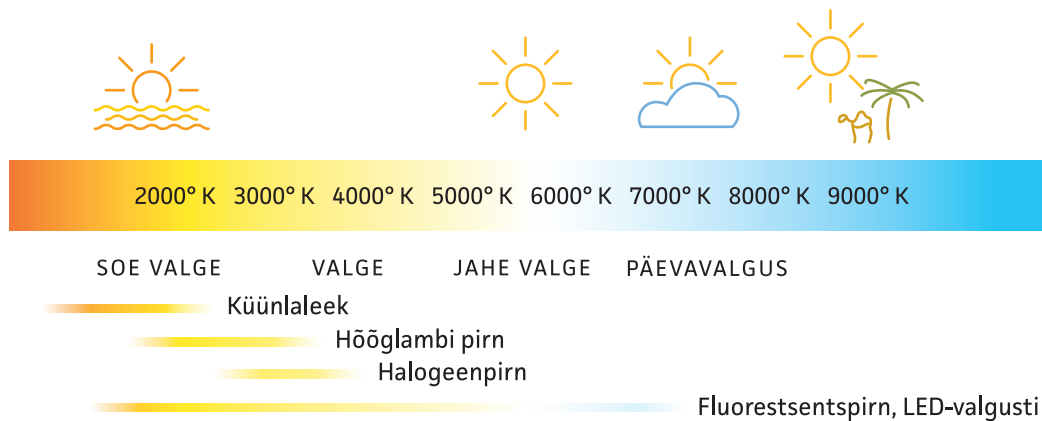 2000° K 3000° K 4000° K 5000° K 6000° K 7000° K 8000° K 9000° K
SOE VALGE VALGE JAHE VALGE PÄEVAVALGUS
Küünlaleek
Hõõglambi pirn
Halogeenpirn
Fluorestsentspirn, LED-valgusti